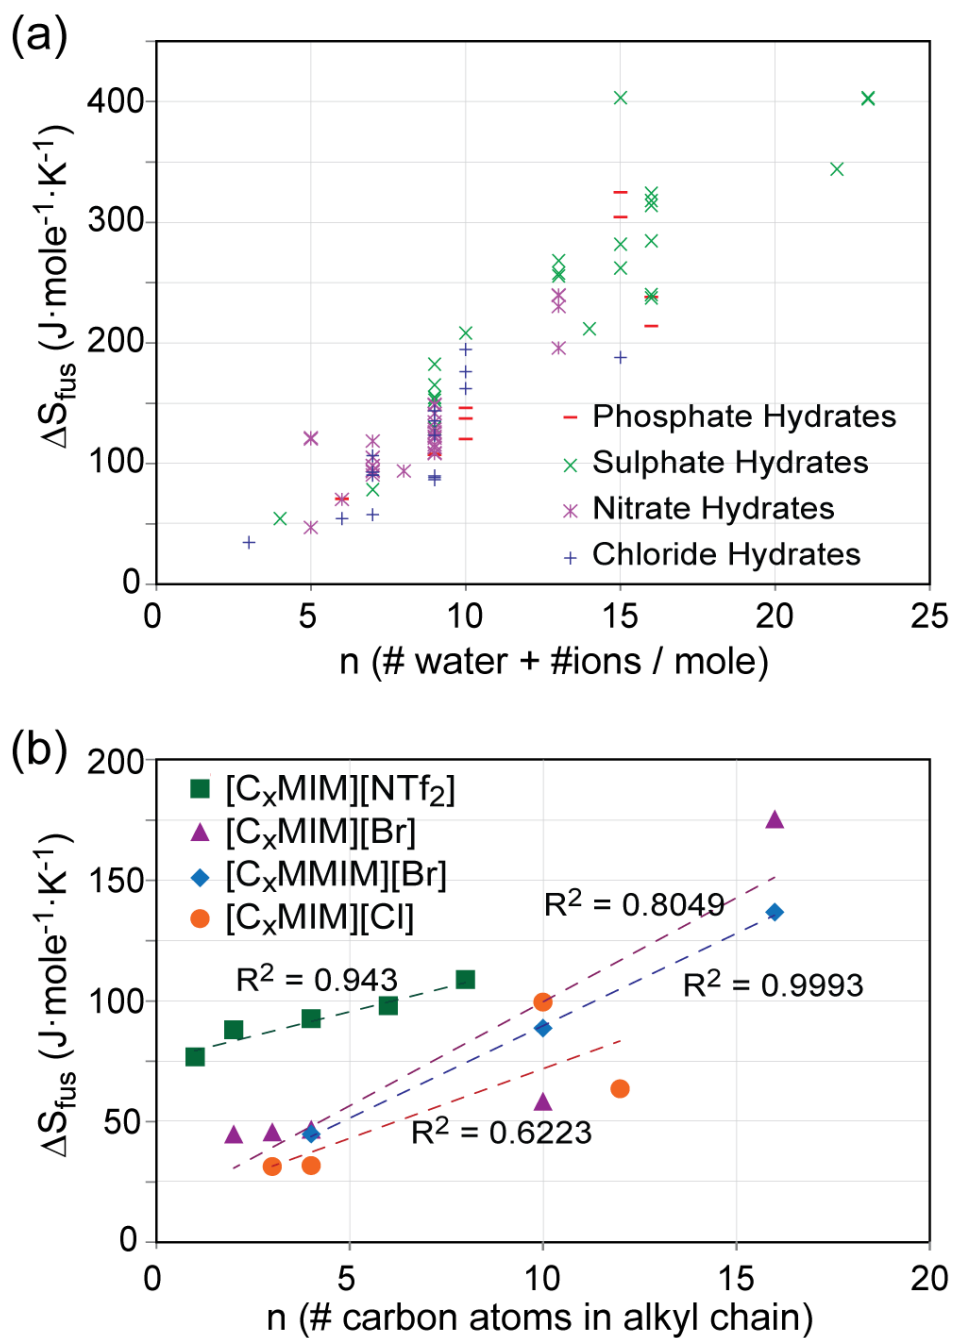 (a)
ΔS_fus (J·mole⁻¹·K⁻¹)
400
300
200
100
0
Phosphate Hydrates
Sulphate Hydrates
Nitrate Hydrates
Chloride Hydrates
0 5 10 15 20 25
n (# water + #ions / mole)
(b)
ΔS_fus (J·mole⁻¹·K⁻¹)
200
150
100
50
0
[CₓMIM][NTf₂]
[CₓMIM][Br]
[CₓMMIM][Br]
[CₓMIM][Cl]
R² = 0.8049
R² = 0.943
R² = 0.9993
R² = 0.6223
0 5 10 15 20
n (# carbon atoms in alkyl chain)